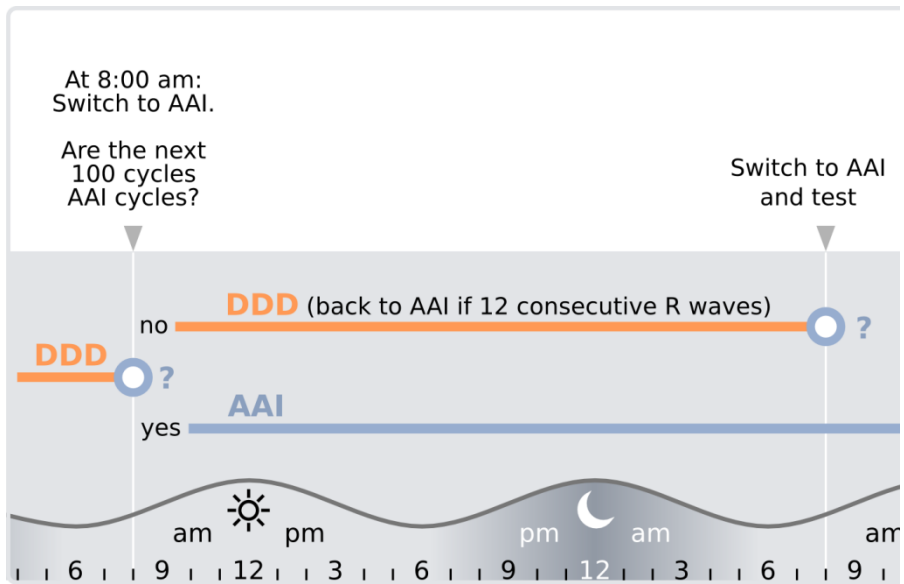 At 8:00 am:
Switch to AAI.
Are the next
100 cycles
AAI cycles?
Switch to AAI
and test
DDD (back to AAI if 12 consecutive R waves)
no
?
DDD
?
AAI
yes
am pm pm am am
6 9 12 3 6 9 12 3 6 9